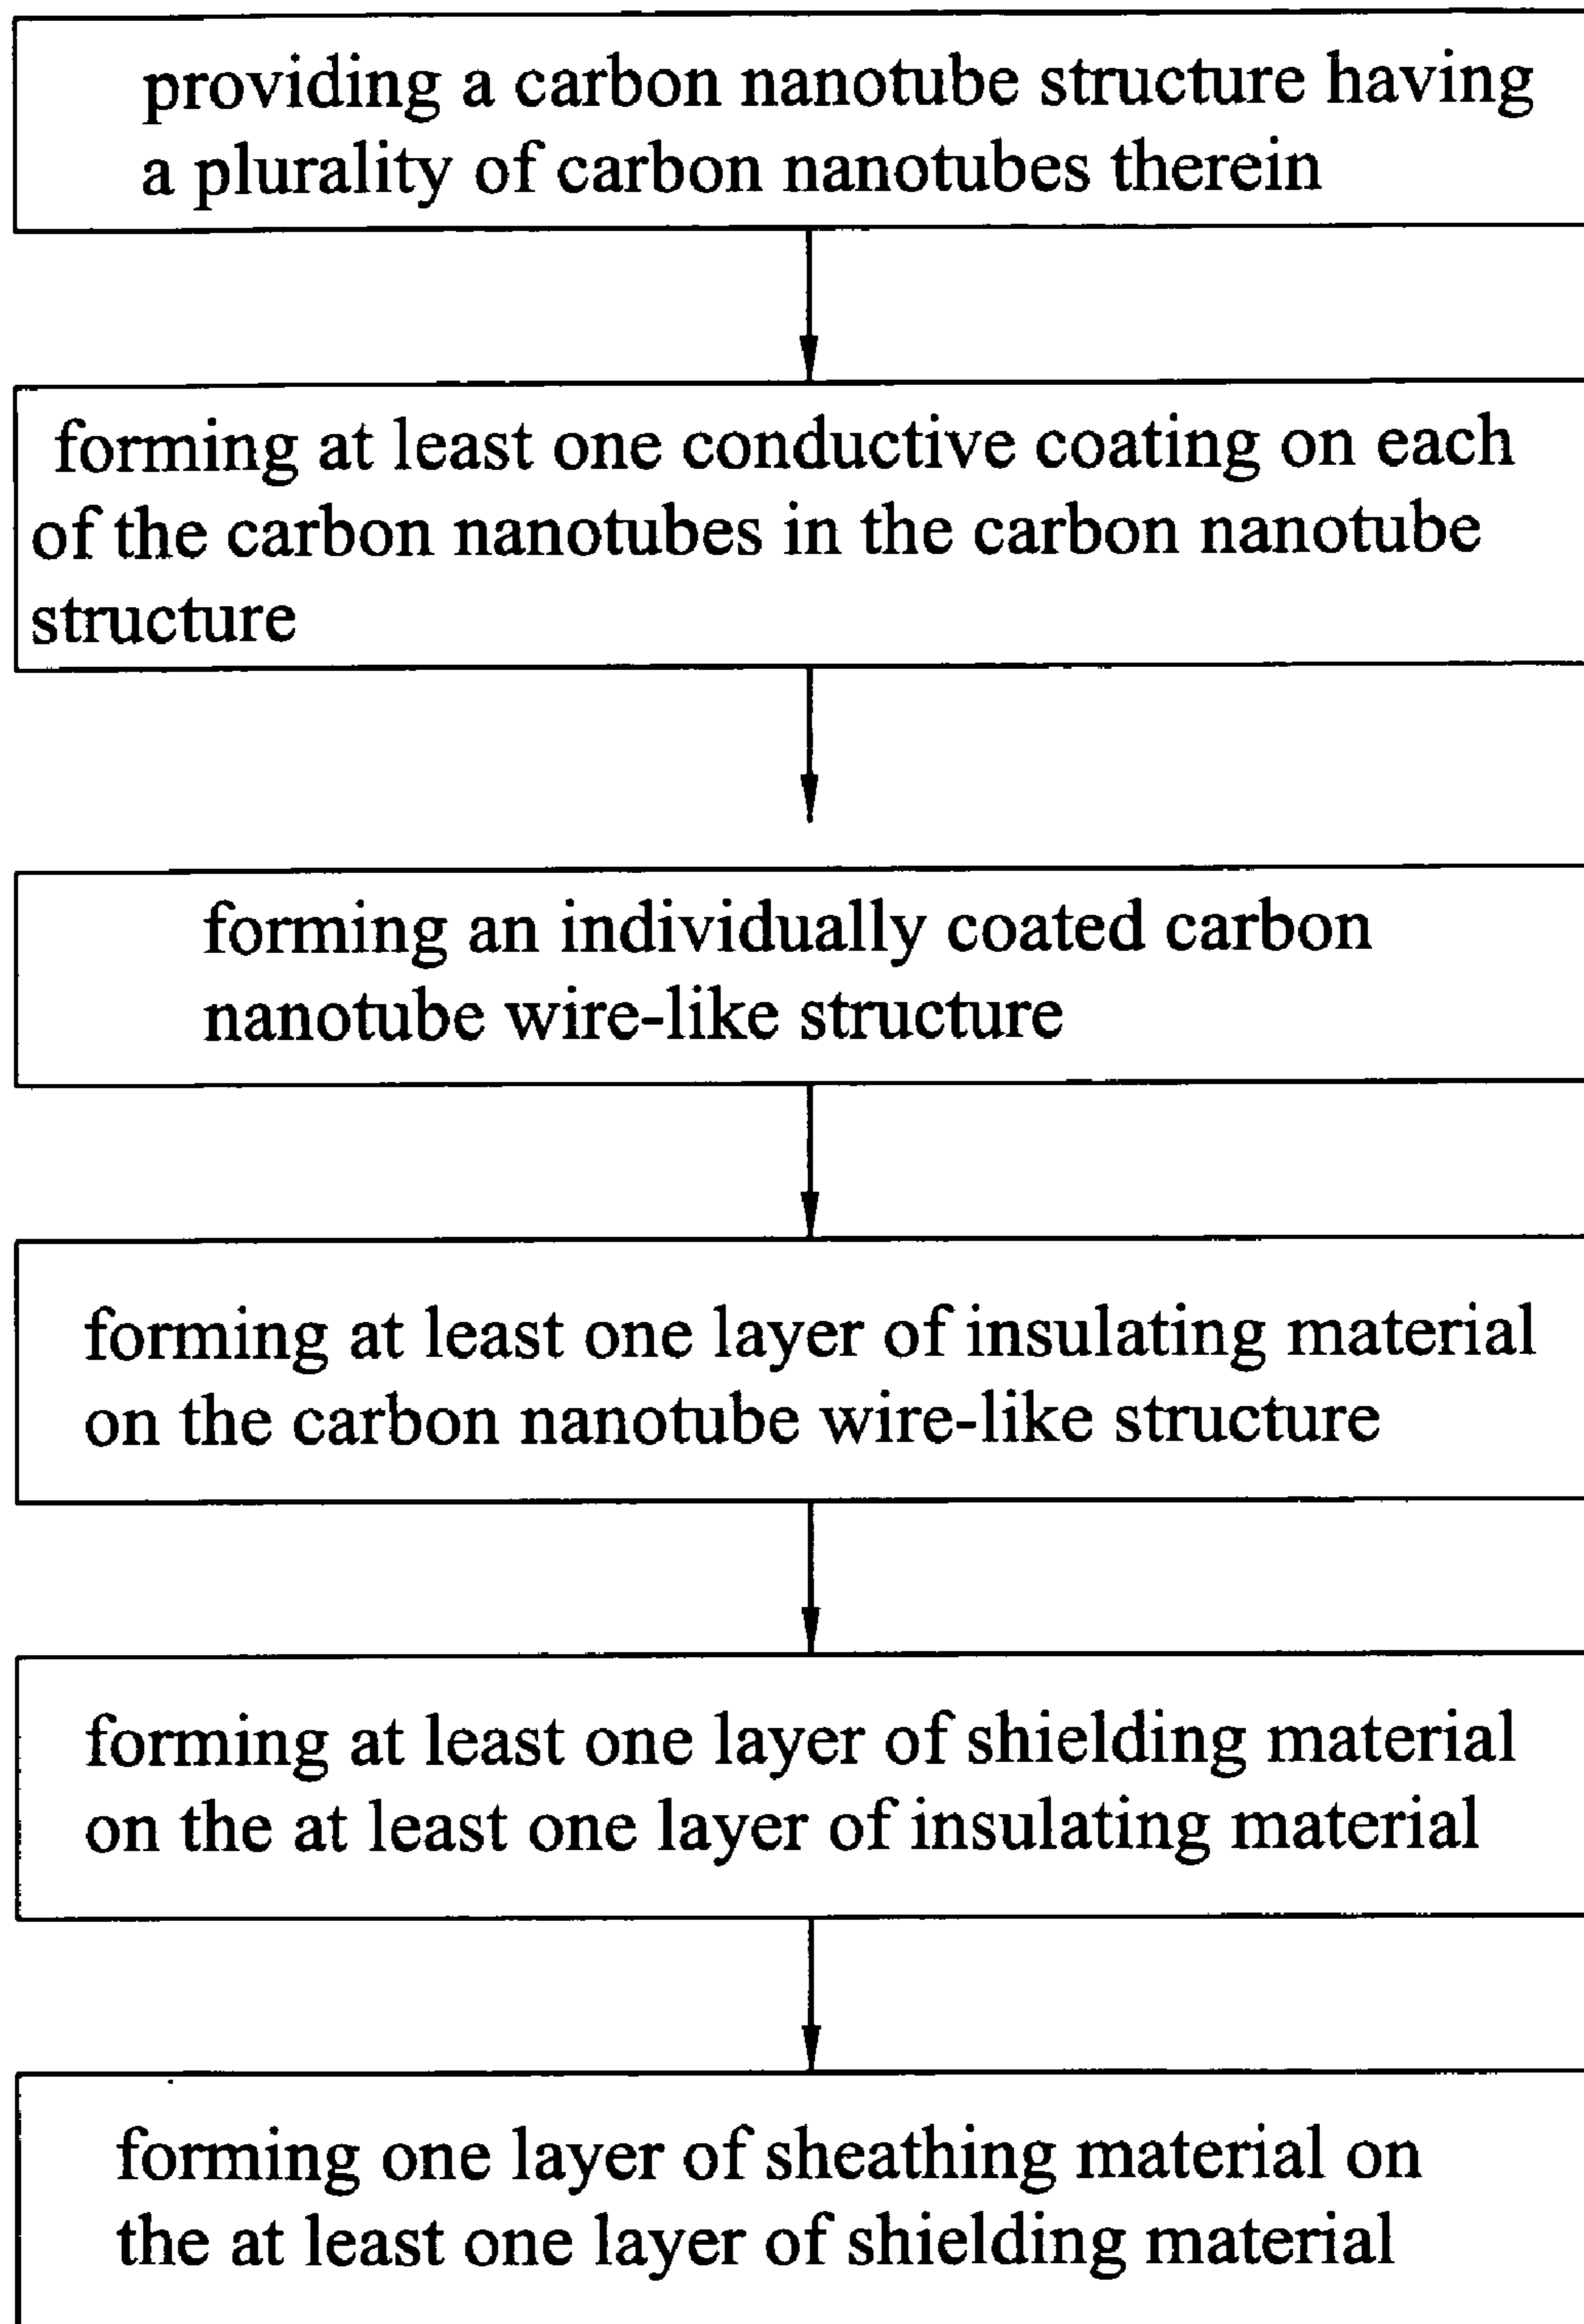 providing a carbon nanotube structure having
a plurality of carbon nanotubes therein
forming at least one conductive coating on each
of the carbon nanotubes in the carbon nanotube
structure
forming an individually coated carbon
nanotube wire-like structure
forming at least one layer of insulating material
on the carbon nanotube wire-like structure
forming at least one layer of shielding material
on the at least one layer of insulating material
forming one layer of sheathing material on
the at least one layer of shielding material